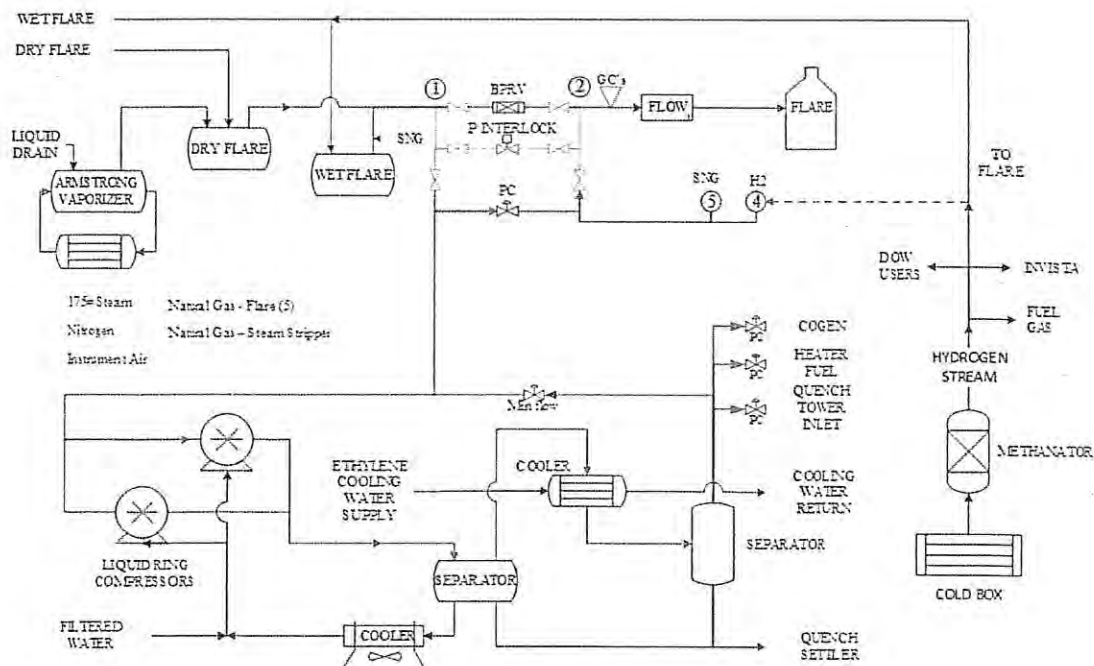 WET FLARE
DRY FLARE
LIQUID
DRAIN
ARMSTRONG
VAPORIZER
DRY FLARE
WET FLARE
SNG
1
BPRV
2
GC's
FLOW
FLARE
P INTERLOCK
PC
SNG
5
H2
4
TO
FLARE
DOW
USERS
INVISTA
FUEL
GAS
HYDROGEN
STREAM
METHANATOR
COLD BOX
175# Steam
Nitrogen
Instrument Air
Natural Gas - Flare (5)
Natural Gas – Steam Stripper
PC
COGEN
PC
HEATER
FUEL
PC
QUENCH
TOWER
INLET
Min flow
ETHYLENE
COOLING
WATER
SUPPLY
COOLER
COOLING
WATER
RETURN
SEPARATOR
LIQUID RING
COMPRESSORS
SEPARATOR
FILTERED
WATER
COOLER
QUENCH
SETTLER